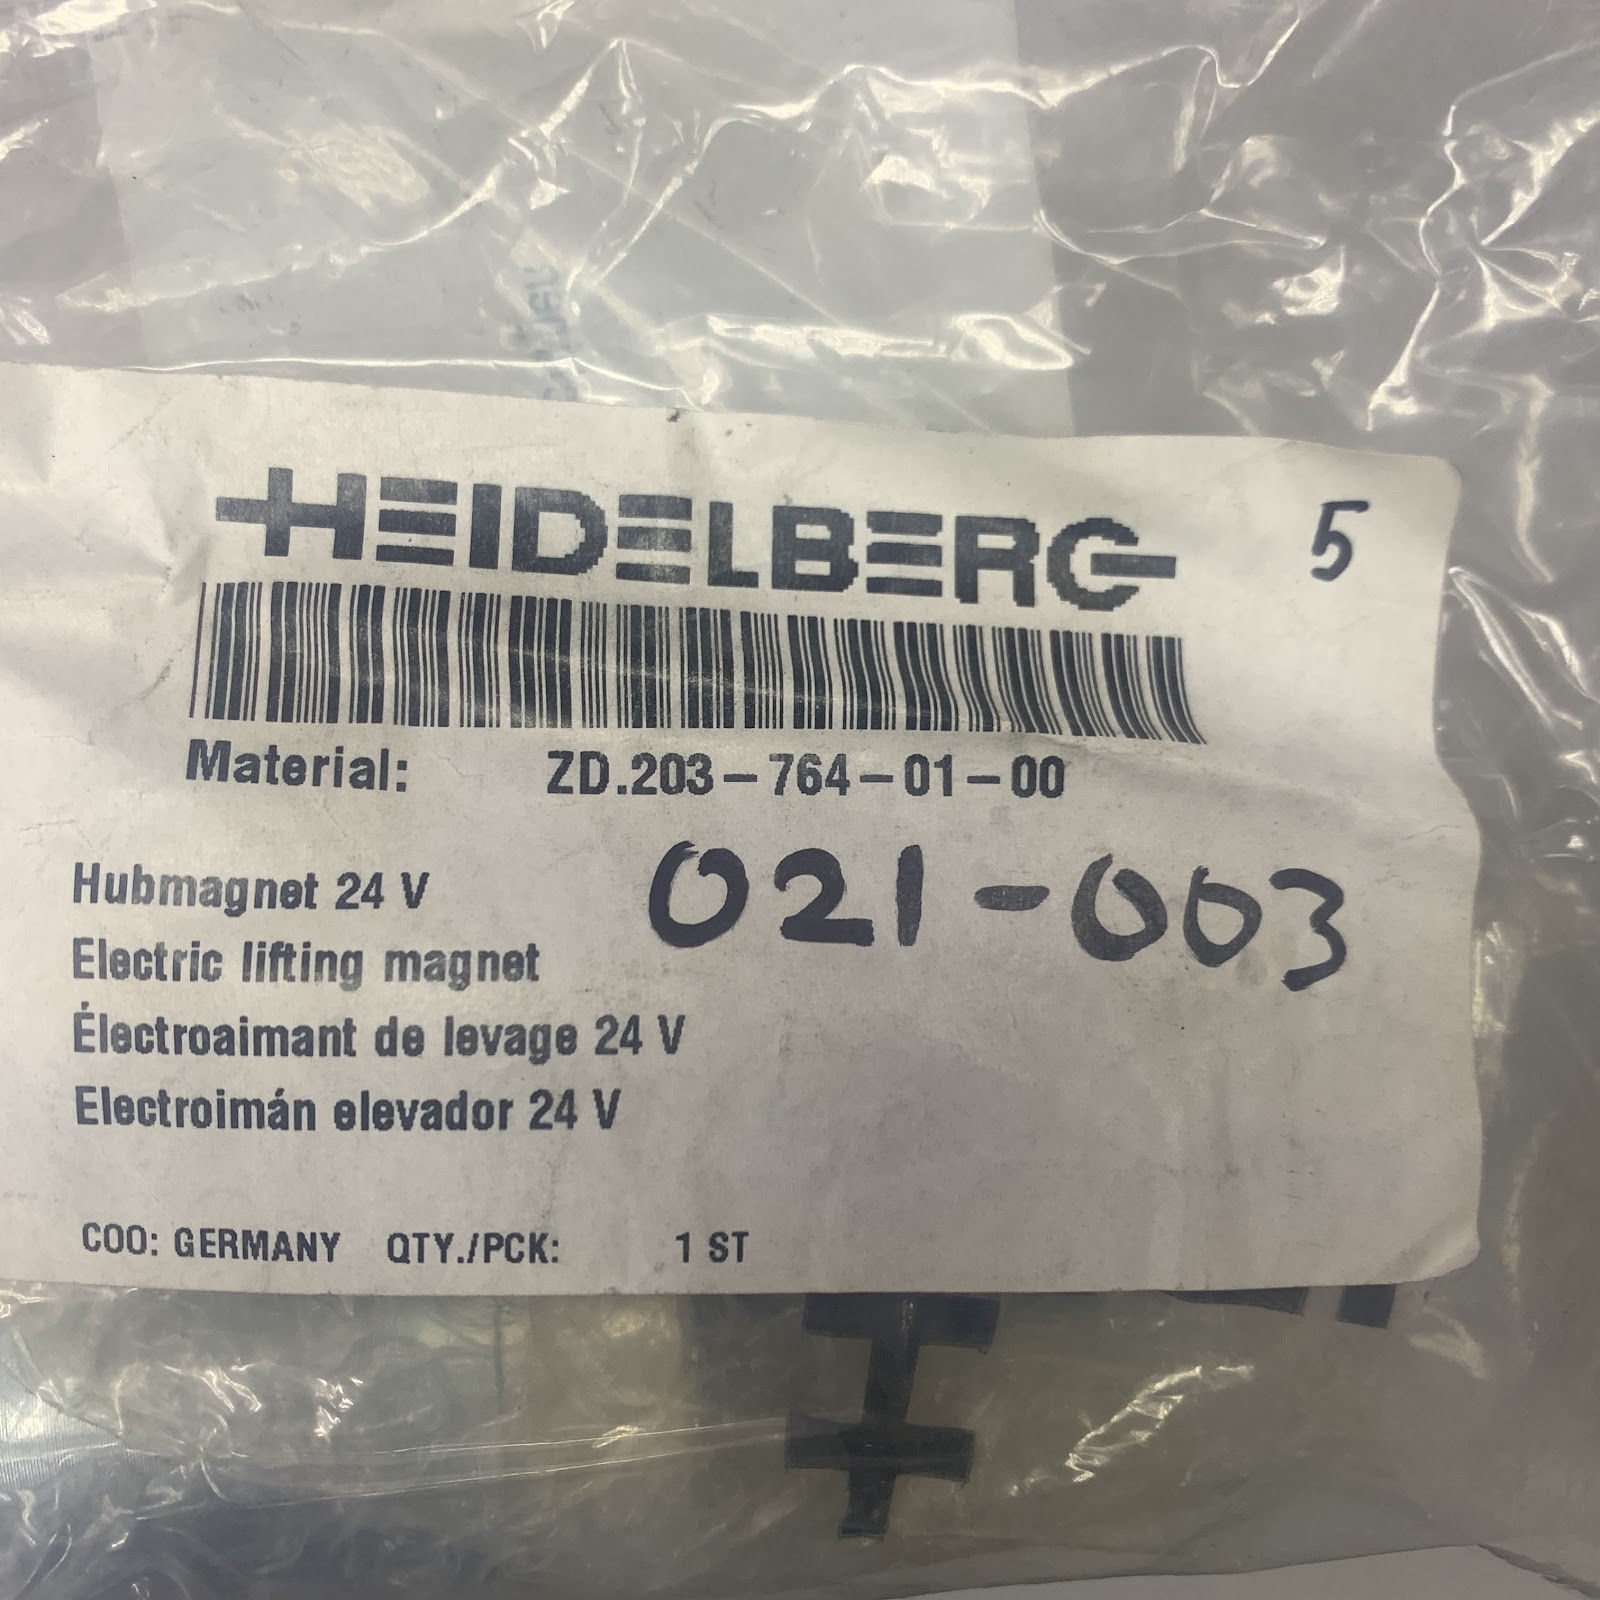 HEIDELBERG
5
Material: ZD.203-764-01-00
021-003
Hubmagnet 24 V
Electric lifting magnet
Électroaimant de levage 24 V
Electroimán elevador 24 V
COO: GERMANY QTY./PCK: 1 ST